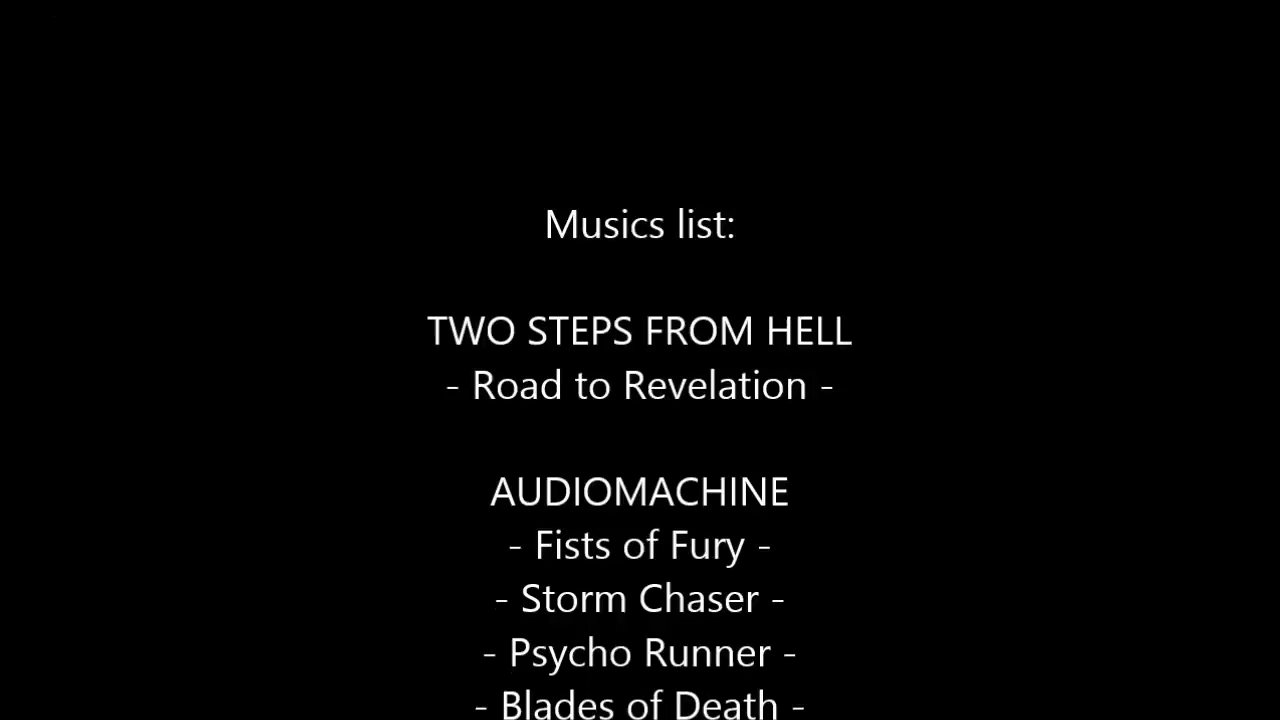 Musics list:
TWO STEPS FROM HELL
- Road to Revelation -
AUDIOMACHINE
- Fists of Fury -
- Storm Chaser -
- Psycho Runner -
- Blades of Death -